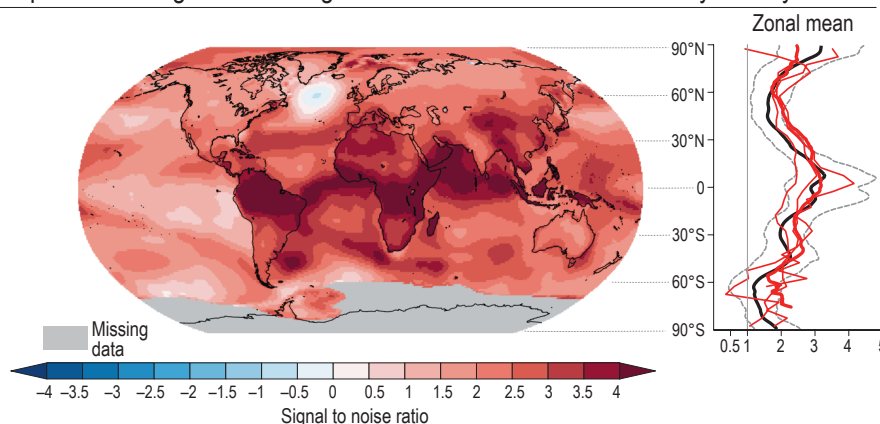 Zonal mean
90°N
60°N
30°N
0
30°S
60°S
90°S
0.5 1 2 3 4
Missing
data
–4 –3.5 –3 –2.5 –2 –1.5 –1 –0.5 0 0.5 1 1.5 2 2.5 3 3.5 4
Signal to noise ratio